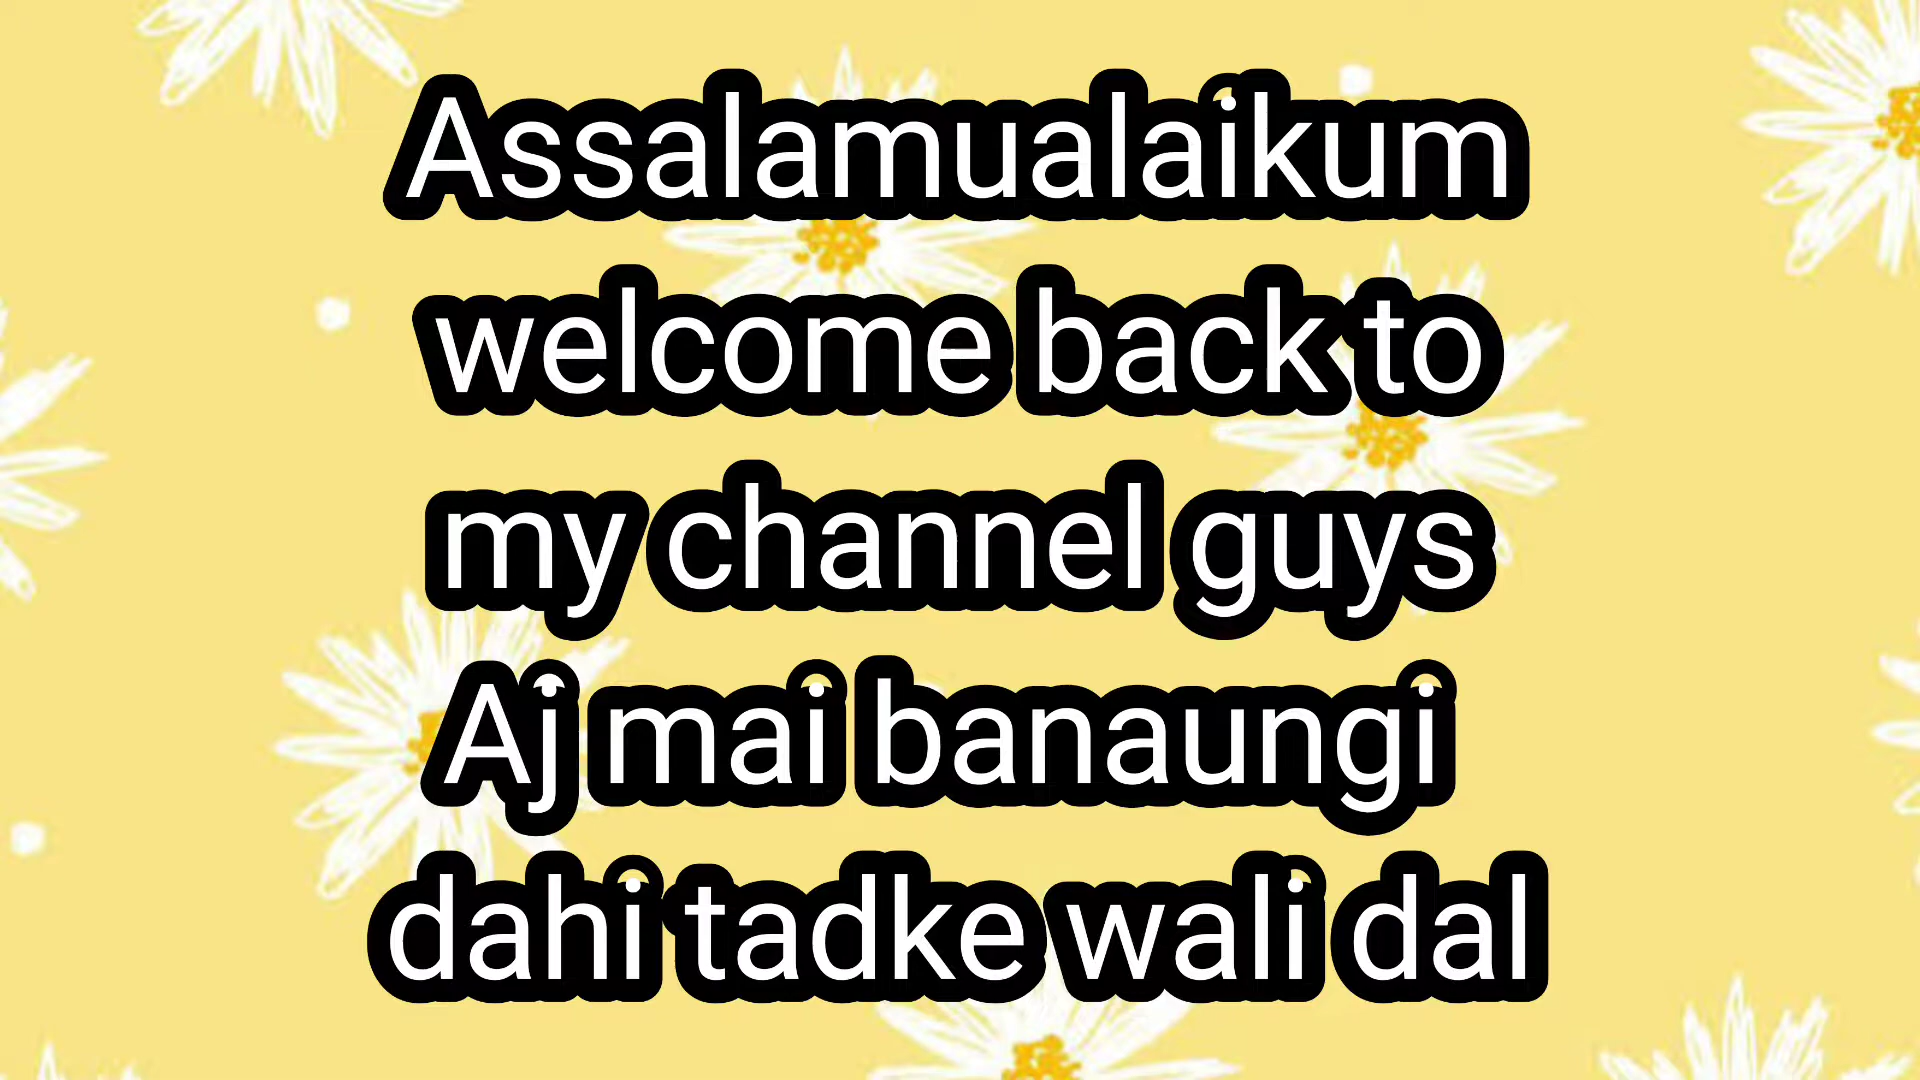 Assalamualaikum
welcome back to
my channel guys
Aj mai banaungi
dahi tadke wali dal